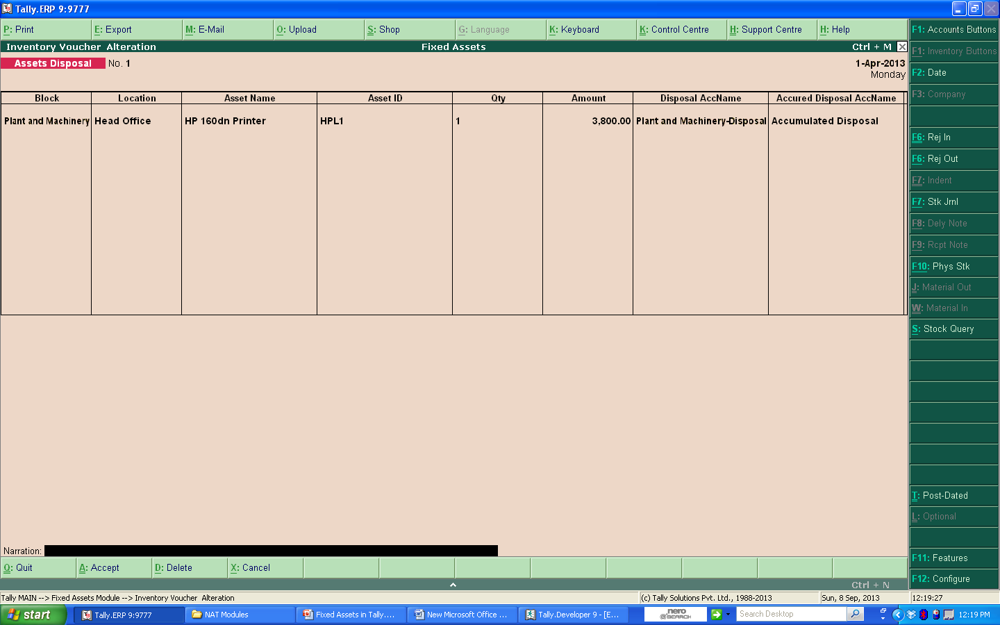 Tally.ERP 9:9777
P: Print E: Export M: E-Mail O: Upload S: Shop G: Language K: Keyboard K: Control Centre H: Support Centre H: Help
Inventory Voucher Alteration Fixed Assets Ctrl + M
Assets Disposal No. 1 1-Apr-2013
Monday
Block Location Asset Name Asset ID Qty Amount Disposal AccName Accured Disposal AccName
Plant and Machinery Head Office HP 160dn Printer HPL1 1 3,800.00 Plant and Machinery-Disposal Accumulated Disposal
Narration:
Q: Quit A: Accept D: Delete X: Cancel
Ctrl + N
F1: Accounts Buttons
F1: Inventory Buttons
F2: Date
F3: Company
F6: Rej In
F6: Rej Out
F7: Indent
F7: Stk Jrnl
F8: Dely Note
F9: Rcpt Note
F10: Phys Stk
J: Material Out
W: Material In
S: Stock Query
T: Post-Dated
L: Optional
F11: Features
F12: Configure
Tally MAIN --> Fixed Assets Module --> Inventory Voucher Alteration (c) Tally Solutions Pvt. Ltd., 1988-2013 Sun, 8 Sep, 2013 12:19:27
start Tally.ERP 9:9777 NAT Modules Fixed Assets in Tally.... New Microsoft Office ... Tally.Developer 9 - [E... nero SEARCH Search Desktop 12:19 PM